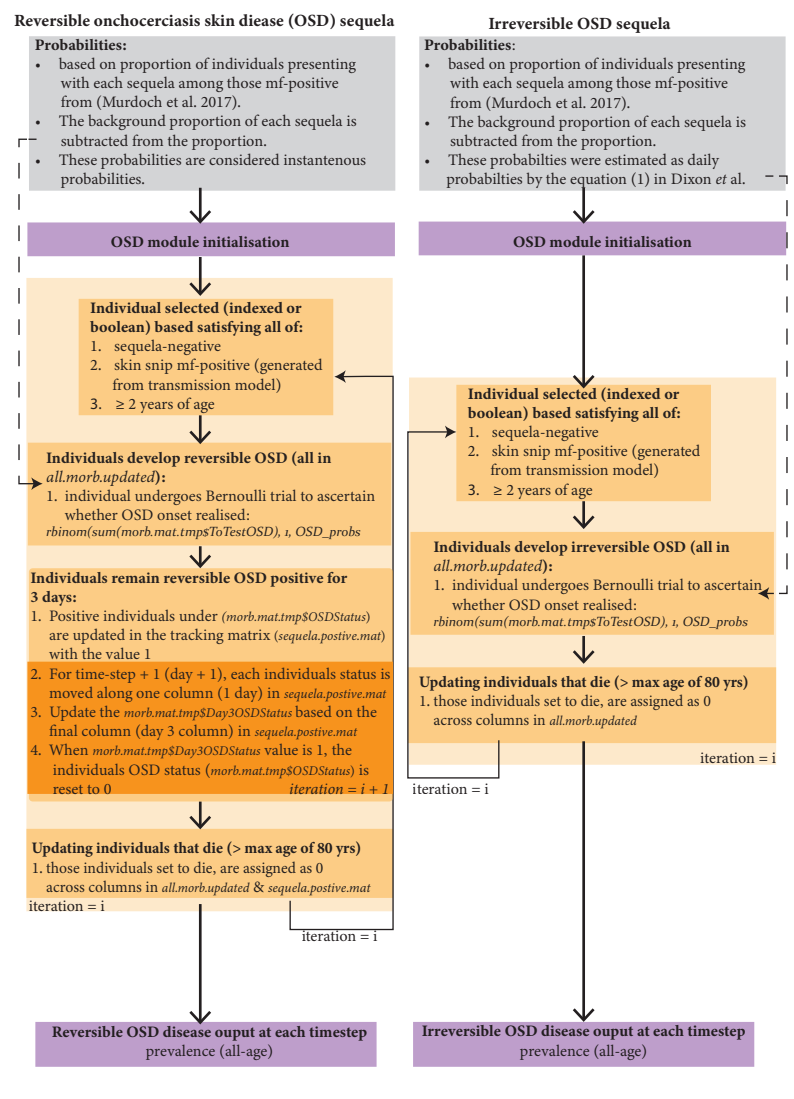 Reversible onchocerciasis skin diease (OSD) sequela
Probabilities:
• based on proportion of individuals presenting
with each sequela among those mf-positive
from (Murdoch et al. 2017).
• The background proportion of each sequela is
subtracted from the proportion.
• These probabilities are considered instantenous
probabilities.
OSD module initialisation
Individual selected (indexed or
boolean) based satisfying all of:
1. sequela-negative
2. skin snip mf-positive (generated
from transmission model)
3. ≥ 2 years of age
Individuals develop reversible OSD (all in
all.morb.updated):
1. individual undergoes Bernoulli trial to ascertain
whether OSD onset realised:
rbinom(sum(morb.mat.tmp$ToTestOSD), 1, OSD_probs
Individuals remain reversible OSD positive for
3 days:
1. Positive individuals under (morb.mat.tmp$OSDStatus)
are updated in the tracking matrix (sequela.postive.mat)
with the value 1
2. For time-step + 1 (day + 1), each individuals status is
moved along one column (1 day) in sequela.postive.mat
3. Update the morb.mat.tmp$Day3OSDStatus based on the
final column (day 3 column) in sequela.postive.mat
4. When morb.mat.tmp$Day3OSDStatus value is 1, the
individuals OSD status (morb.mat.tmp$OSDStatus) is
reset to 0
iteration = i + 1
Updating individuals that die (> max age of 80 yrs)
1. those individuals set to die, are assigned as 0
across columns in all.morb.updated & sequela.postive.mat
iteration = i
iteration = i
Reversible OSD disease ouput at each timestep
prevalence (all-age)
Irreversible OSD sequela
Probabilities:
• based on proportion of individuals presenting
with each sequela among those mf-positive
from (Murdoch et al. 2017).
• The background proportion of each sequela is
subtracted from the proportion.
• These probabilties were estimated as daily
probabilties by the equation (1) in Dixon et al.
OSD module initialisation
Individual selected (indexed or
boolean) based satisfying all of:
1. sequela-negative
2. skin snip mf-positive (generated
from transmission model)
3. ≥ 2 years of age
Individuals develop irreversible OSD (all in
all.morb.updated):
1. individual undergoes Bernoulli trial to ascertain
whether OSD onset realised:
rbinom(sum(morb.mat.tmp$ToTestOSD), 1, OSD_probs
Updating individuals that die (> max age of 80 yrs)
1. those individuals set to die, are assigned as 0
across columns in all.morb.updated
iteration = i
iteration = i
Irreversible OSD disease ouput at each timestep
prevalence (all-age)